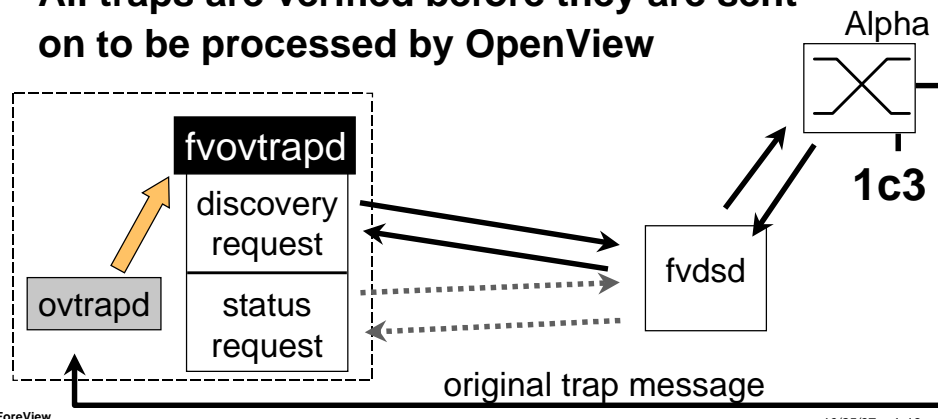 All traps are verified before they are sent
on to be processed by OpenView
Alpha
1c3
fvovtrapd
discovery
request
status
request
ovtrapd
fvdsd
original trap message
ForeView